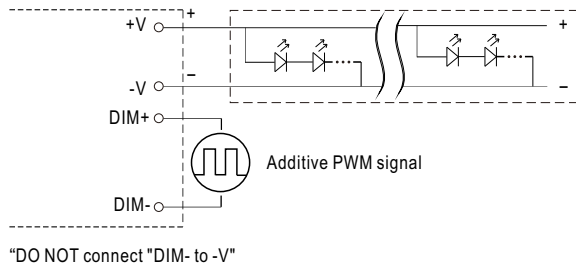 +V +
+
-V –
–
DIM+
Additive PWM signal
DIM-
“DO NOT connect "DIM- to -V"